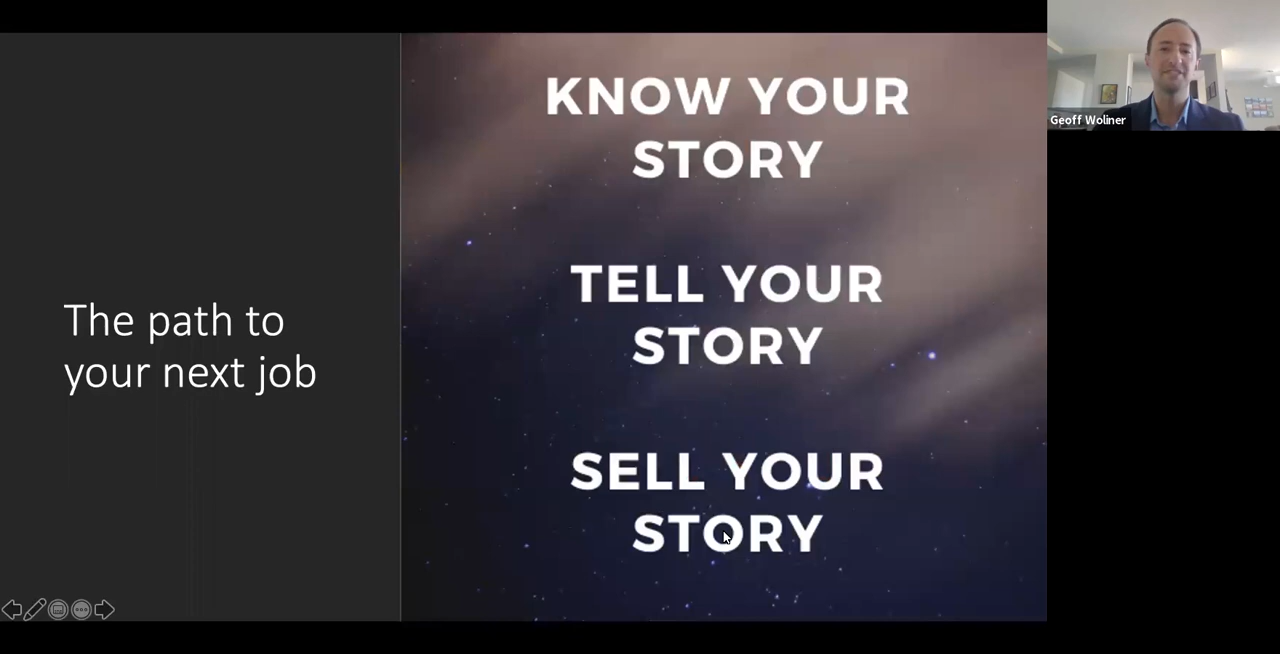 The path to
your next job
KNOW YOUR
STORY
TELL YOUR
STORY
SELL YOUR
STORY
Geoff Woliner